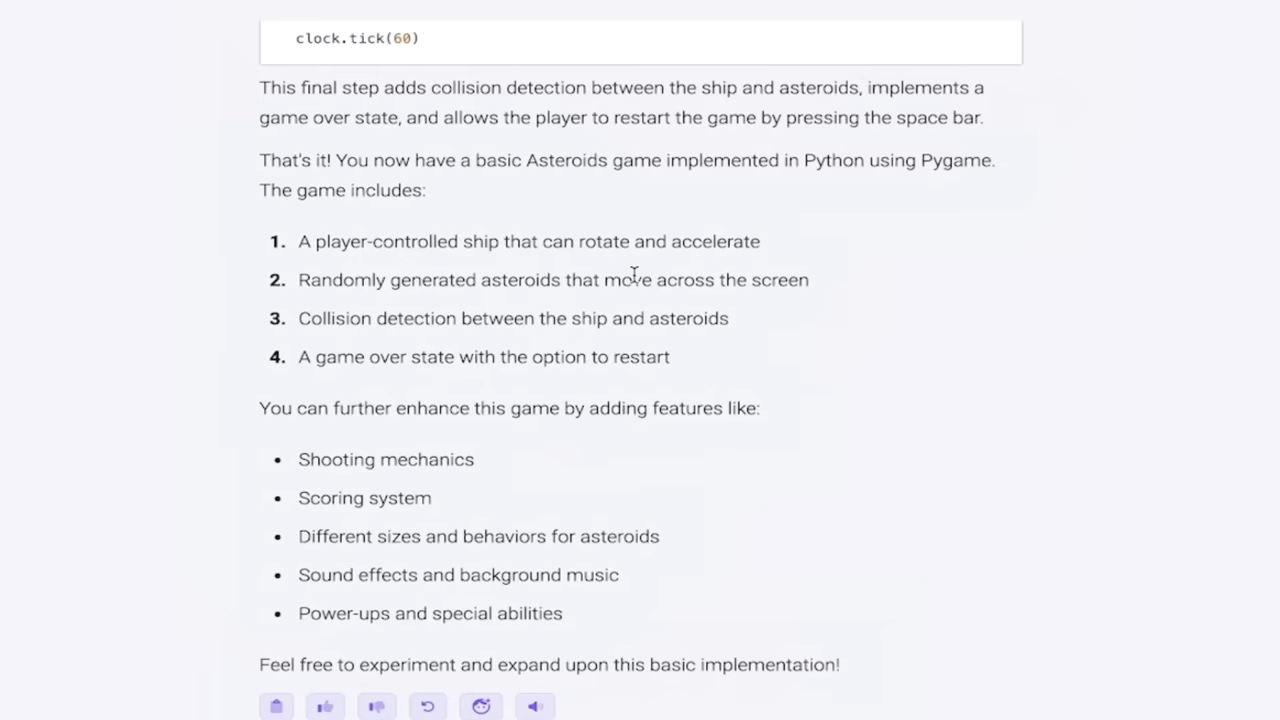 clock.tick(60)
This final step adds collision detection between the ship and asteroids, implements a
game over state, and allows the player to restart the game by pressing the space bar.
That's it! You now have a basic Asteroids game implemented in Python using Pygame.
The game includes:
1. A player-controlled ship that can rotate and accelerate
2. Randomly generated asteroids that move across the screen
3. Collision detection between the ship and asteroids
4. A game over state with the option to restart
You can further enhance this game by adding features like:
• Shooting mechanics
• Scoring system
• Different sizes and behaviors for asteroids
• Sound effects and background music
• Power-ups and special abilities
Feel free to experiment and expand upon this basic implementation!